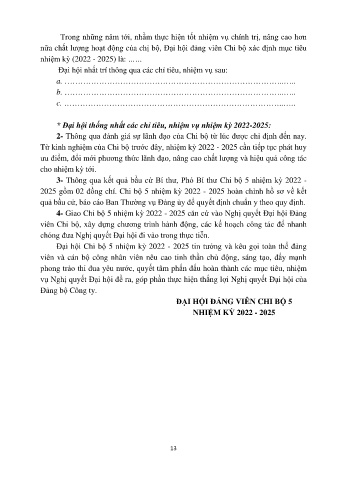 Trong những năm tới, nhằm thực hiện tốt nhiệm vụ chính trị, nâng cao hơn
nữa chất lượng hoạt động của chị bộ, Đại hội đảng viên Chi bộ xác định mục tiêu
nhiệm kỳ (2022 - 2025) là: ......
Đại hội nhất trí thông qua các chỉ tiêu, nhiệm vụ sau:
a. ……………………………………………………………………..…..
b. ……………………………………………………………………..…..
c. ……………………………………………………………………..…..
* Đại hội thống nhất các chỉ tiêu, nhiệm vụ nhiệm kỳ 2022-2025:
2- Thông qua đánh giá sự lãnh đạo của Chi bộ từ lúc được chỉ định đến nay.
Từ kinh nghiệm của Chi bộ trước đây, nhiệm kỳ 2022 - 2025 cần tiếp tục phát huy
ưu điểm, đổi mới phương thức lãnh đạo, nâng cao chất lượng và hiệu quả công tác
cho nhiệm kỳ tới.
3- Thông qua kết quả bầu cử Bí thư, Phó Bí thư Chi bộ 5 nhiệm kỳ 2022 -
2025 gồm 02 đồng chí. Chi bộ 5 nhiệm kỳ 2022 - 2025 hoàn chỉnh hồ sơ về kết
quả bầu cử, báo cáo Ban Thường vụ Đảng ủy để quyết định chuẩn y theo quy định.
4- Giao Chi bộ 5 nhiệm kỳ 2022 - 2025 căn cứ vào Nghị quyết Đại hội Đảng
viên Chi bộ, xây dựng chương trình hành động, các kế hoạch công tác để nhanh
chóng đưa Nghị quyết Đại hội đi vào trong thực tiễn.
Đại hội Chi bộ 5 nhiệm kỳ 2022 - 2025 tin tưởng và kêu gọi toàn thể đảng
viên và cán bộ công nhân viên nêu cao tinh thần chủ động, sáng tạo, đẩy mạnh
phong trào thi đua yêu nước, quyết tâm phấn đấu hoàn thành các mục tiêu, nhiệm
vụ Nghị quyết Đại hội đề ra, góp phần thực hiện thắng lợi Nghị quyết Đại hội của
Đảng bộ Công ty.
ĐẠI HỘI ĐẢNG VIÊN CHI BỘ 5
NHIỆM KỲ 2022 - 2025
13